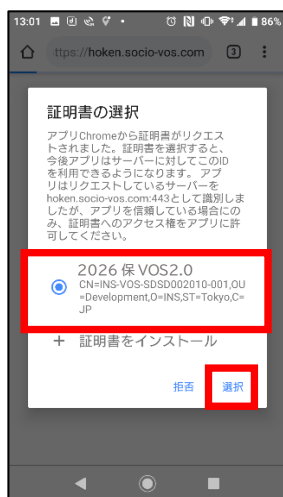 13:01 86%
ttps://hoken.socio-vos.com 3
証明書の選択
アプリChromeから証明書がリクエス
トされました。証明書を選択すると、
今後アプリはサーバーに対してこのID
を利用できるようになります。 アプ
リはリクエストしているサーバーを
hoken.socio-vos.com:443として識別しま
したが、アプリを信頼している場合にの
み、証明書へのアクセス権をアプリに許
可してください。
2026 保 VOS2.0
CN=INS-VOS-SDSD002010-001,OU
=Development,O=INS,ST=Tokyo,C=
JP
+ 証明書をインストール
拒否 選択